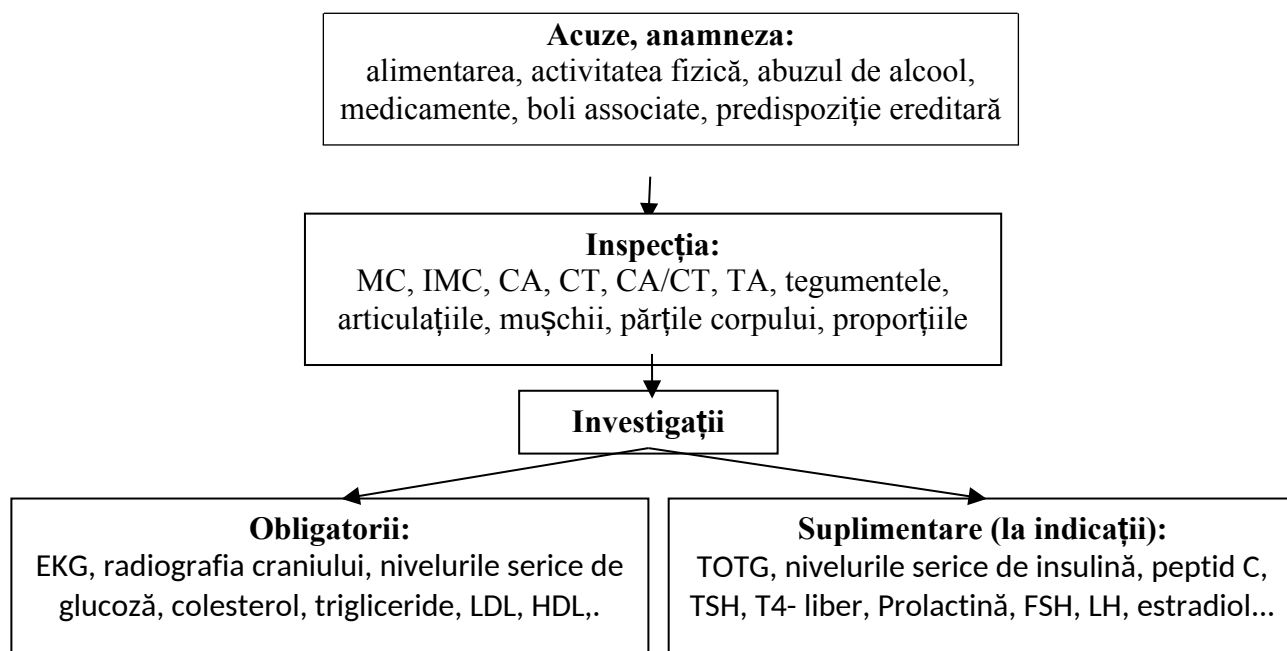 Acuze, anamneza:
alimentarea, activitatea fizică, abuzul de alcool,
medicamente, boli associate, predispoziție ereditară
Inspecția:
MC, IMC, CA, CT, CA/CT, TA, tegumentele,
articulațiile, mușchii, părțile corpului, proporțiile
Investigații
Obligatorii:
EKG, radiografia craniului, nivelurile serice de
glucoză, colesterol, trigliceride, LDL, HDL,.
Suplimentare (la indicații):
TOTG, nivelurile serice de insulină, peptid C,
TSH, T4- liber, Prolactină, FSH, LH, estradiol...